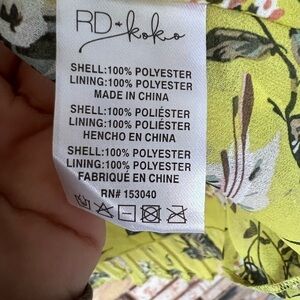 RD+koko
SHELL:100% POLYESTER
LINING:100% POLYESTER
MADE IN CHINA
SHELL:100% POLIÉSTER
LINING:100% POLIÉSTER
HENCHO EN CHINA
SHELL:100% POLYESTER
LINING:100% POLYESTER
FABRIQUÉ EN CHINE
RN# 153040